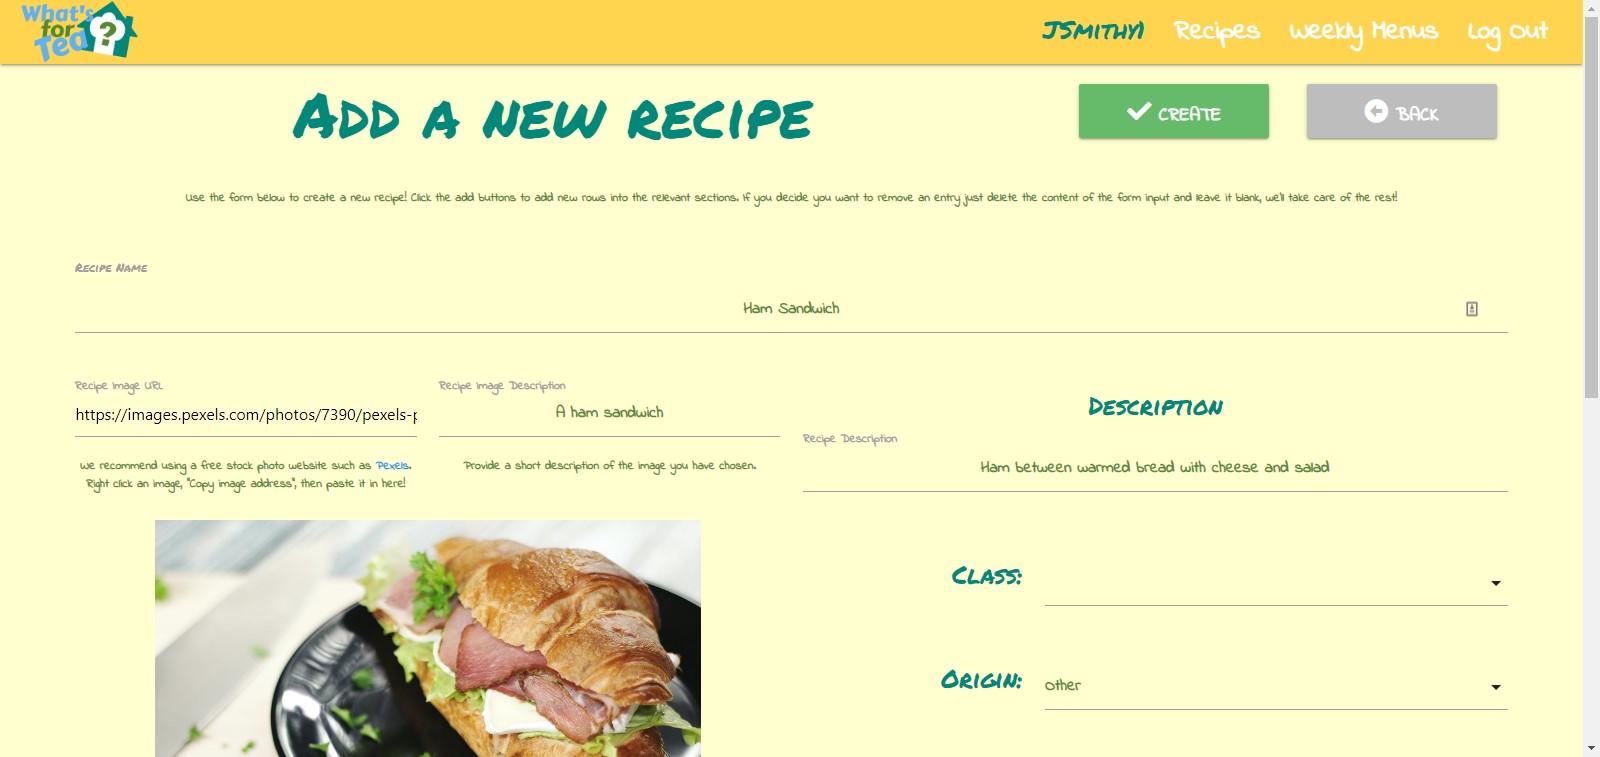 What's
for
Tea ?
JSmithy1 Recipes Weekly Menus Log Out
Add a new recipe
CREATE
BACK
Use the form below to create a new recipe! Click the add buttons to add new rows into the relevant sections. If you decide you want to remove an entry just delete the content of the form input and leave it blank, we'll take care of the rest!
Recipe Name
Ham Sandwich
Recipe Image URL
https://images.pexels.com/photos/7390/pexels-p
We recommend using a free stock photo website such as Pexels.
Right click an image, "Copy image address", then paste it in here!
Recipe Image Description
A ham sandwich
Provide a short description of the image you have chosen.
Description
Recipe Description
Ham between warmed bread with cheese and salad
Class:
Origin:
Other